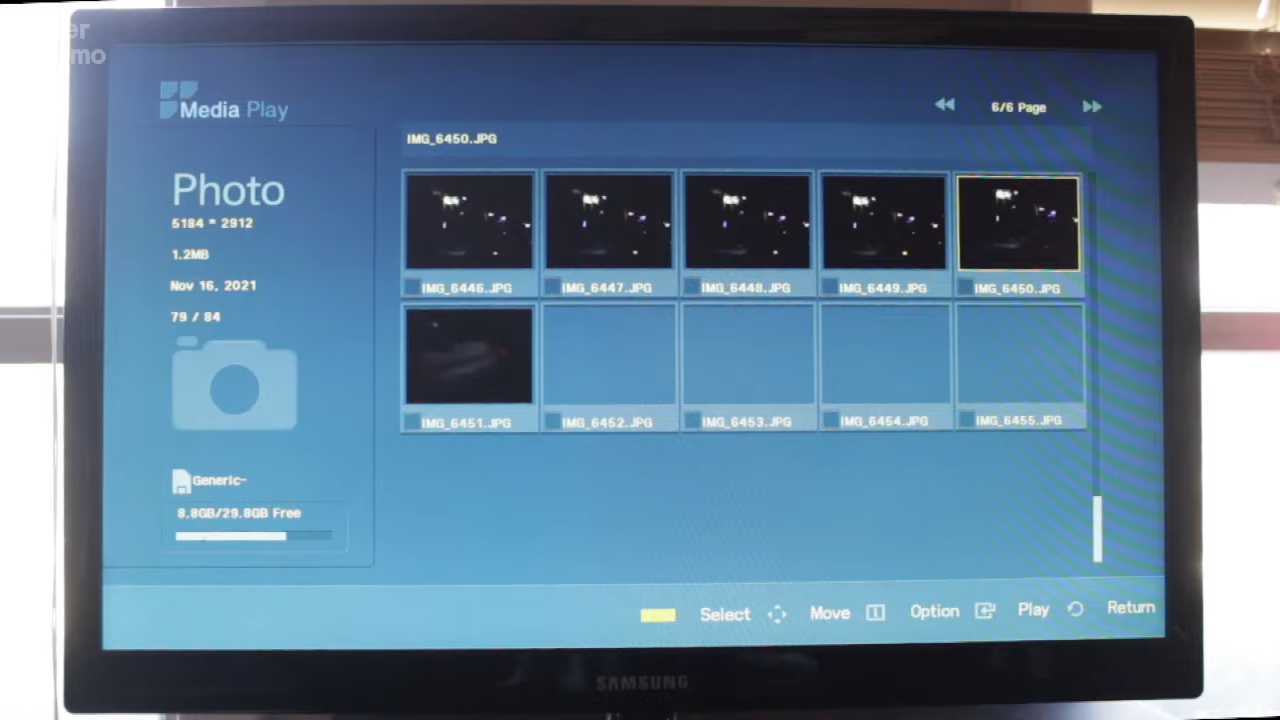 er
mo
Media Play
6/6 Page
IMG_6450.JPG
Photo
5184 * 2912
1.2MB
Nov 16, 2021
79 / 84
IMG_6446.JPG
IMG_6447.JPG
IMG_6448.JPG
IMG_6449.JPG
IMG_6450.JPG
IMG_6451.JPG
IMG_6452.JPG
IMG_6453.JPG
IMG_6454.JPG
IMG_6455.JPG
Generic-
8.8GB/29.8GB Free
Select Move Option Play Return
SAMSUNG